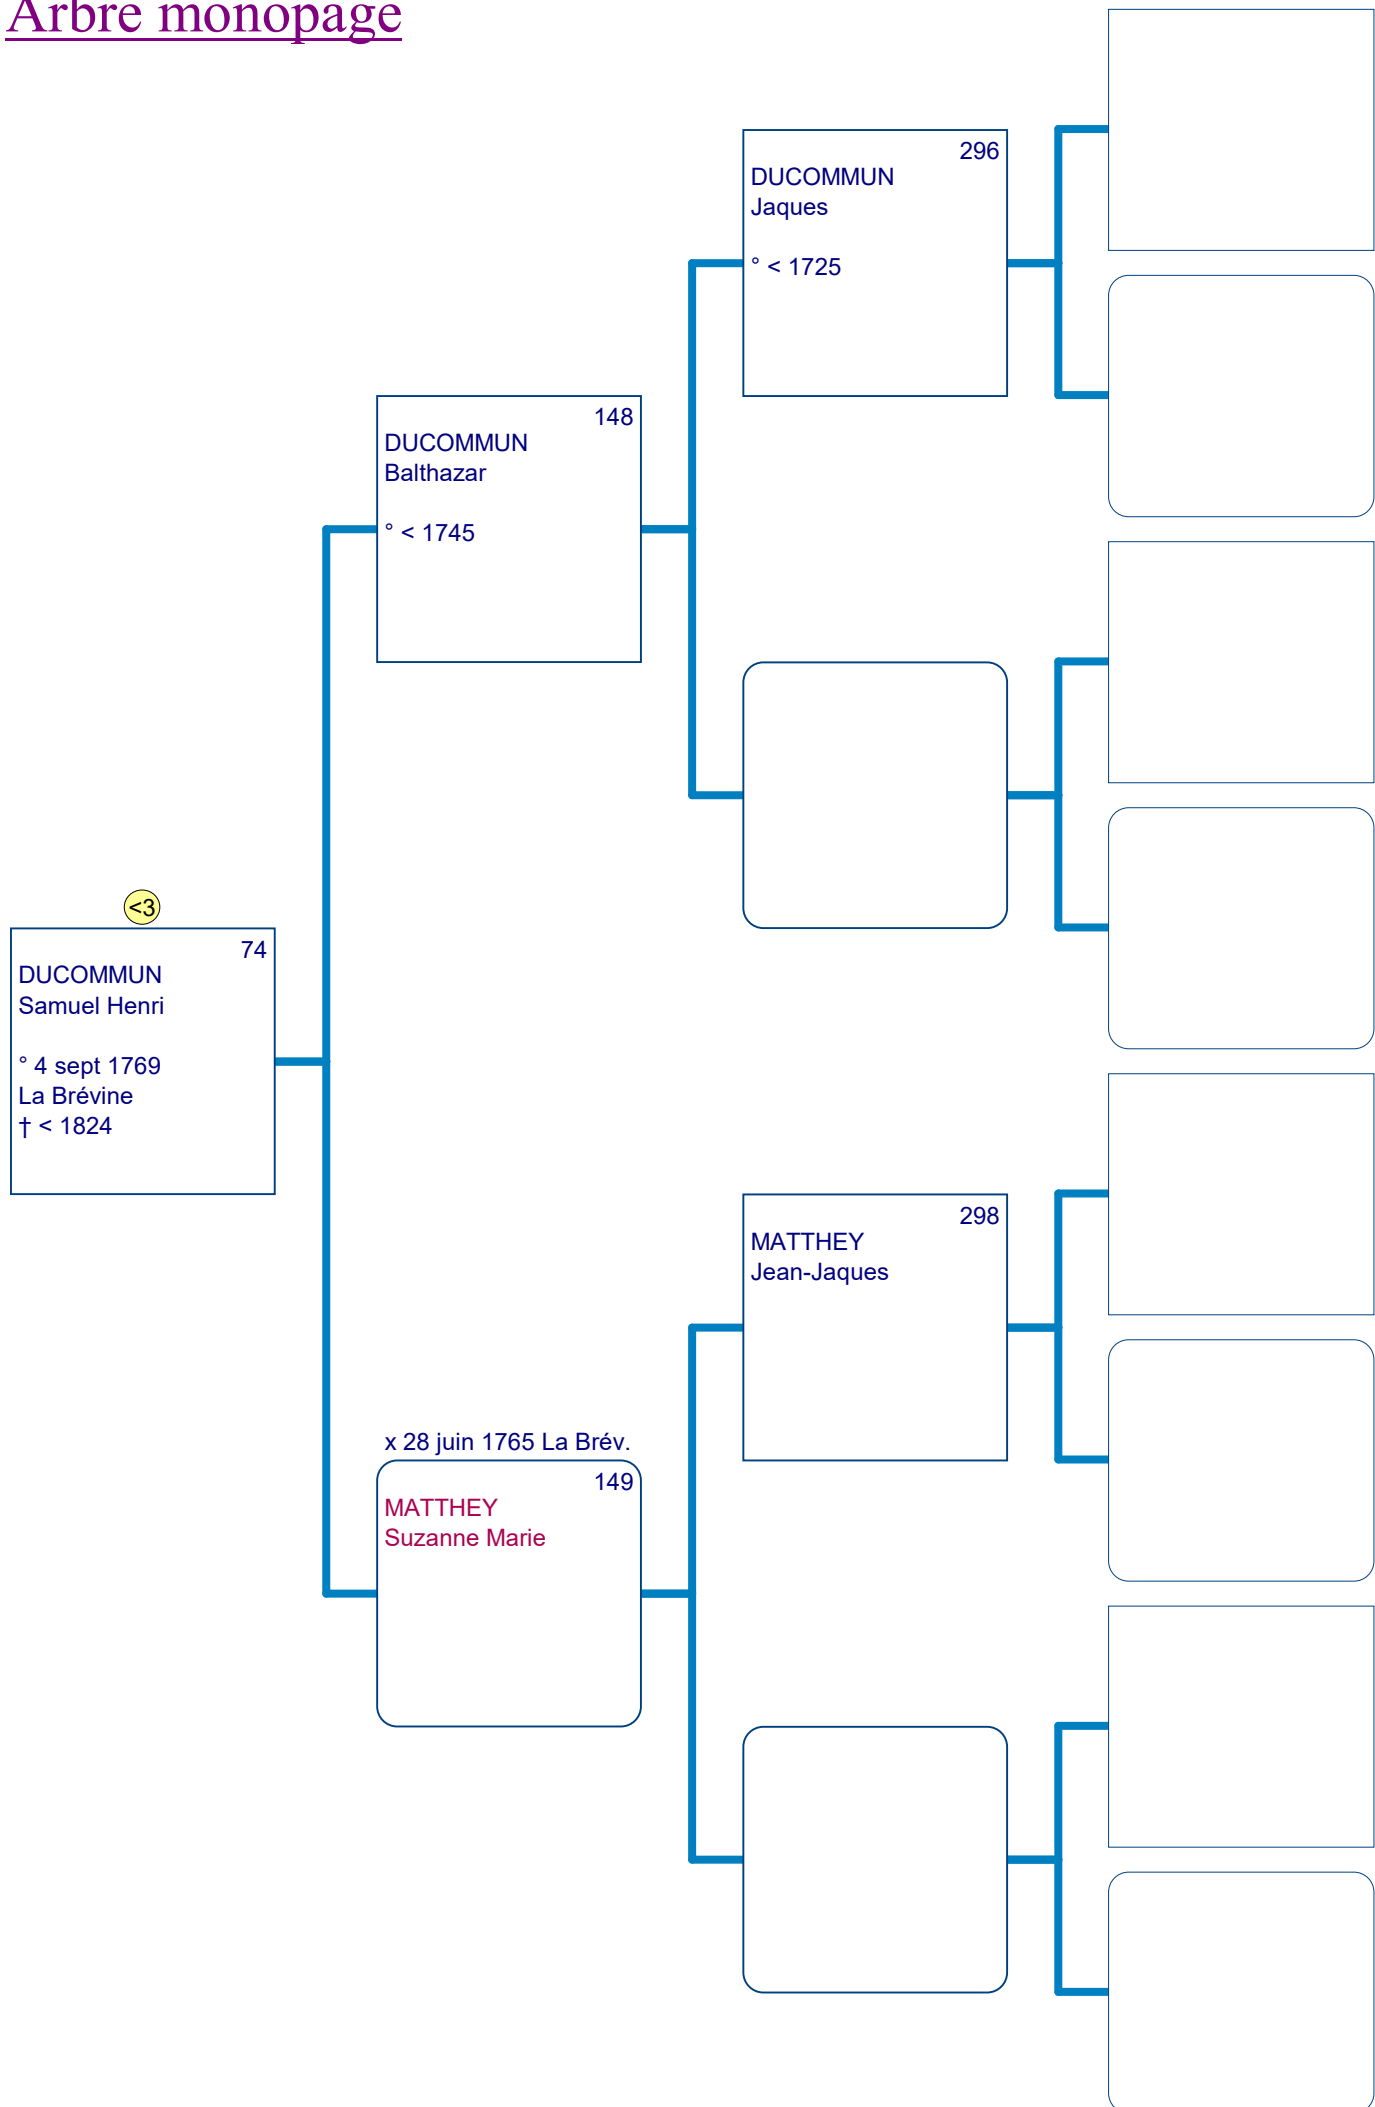 Arbre monopage
296
DUCOMMUN
Jaques
° < 1725
148
DUCOMMUN
Balthazar
° < 1745
<3
74
DUCOMMUN
Samuel Henri
° 4 sept 1769
La Brévine
† < 1824
298
MATTHEY
Jean-Jaques
x 28 juin 1765 La Brév.
149
MATTHEY
Suzanne Marie